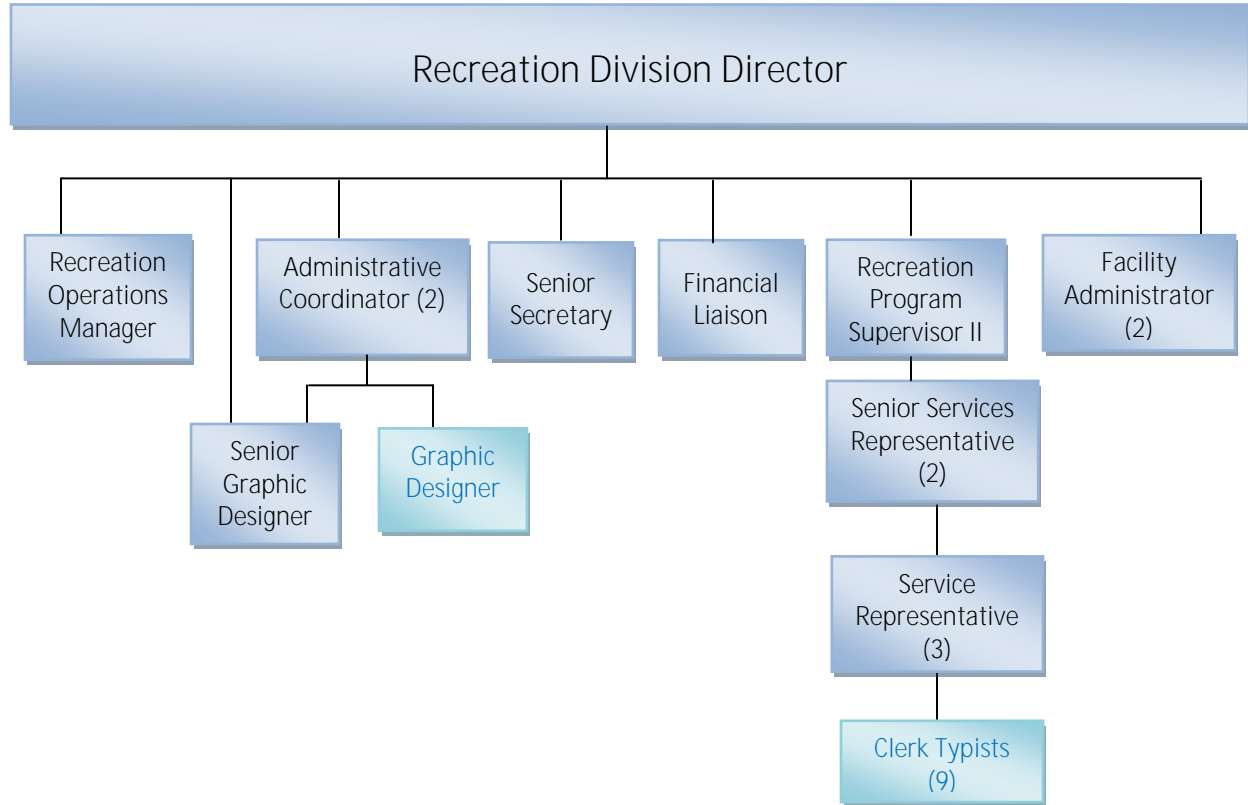 Recreation Division Director
Recreation
Operations
Manager
Administrative
Coordinator (2)
Senior
Secretary
Financial
Liaison
Recreation
Program
Supervisor II
Facility
Administrator
(2)
Senior
Graphic
Designer
Graphic
Designer
Senior Services
Representative
(2)
Service
Representative
(3)
Clerk Typists
(9)